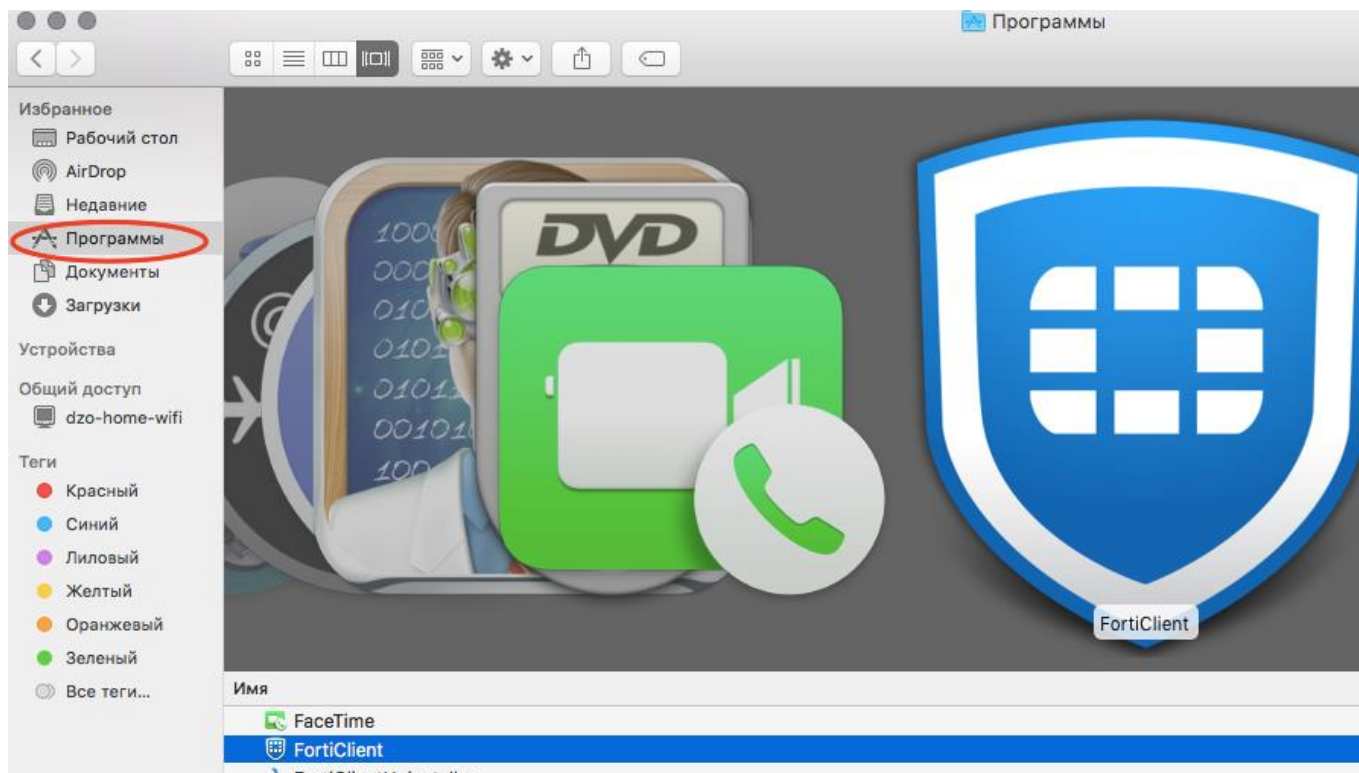 Программы
Избранное
Рабочий стол
AirDrop
Недавние
Программы
Документы
Загрузки
Устройства
Общий доступ
dzo-home-wifi
Теги
Красный
Синий
Лиловый
Желтый
Оранжевый
Зеленый
Все теги...
DVD
FortiClient
Имя
FaceTime
FortiClient